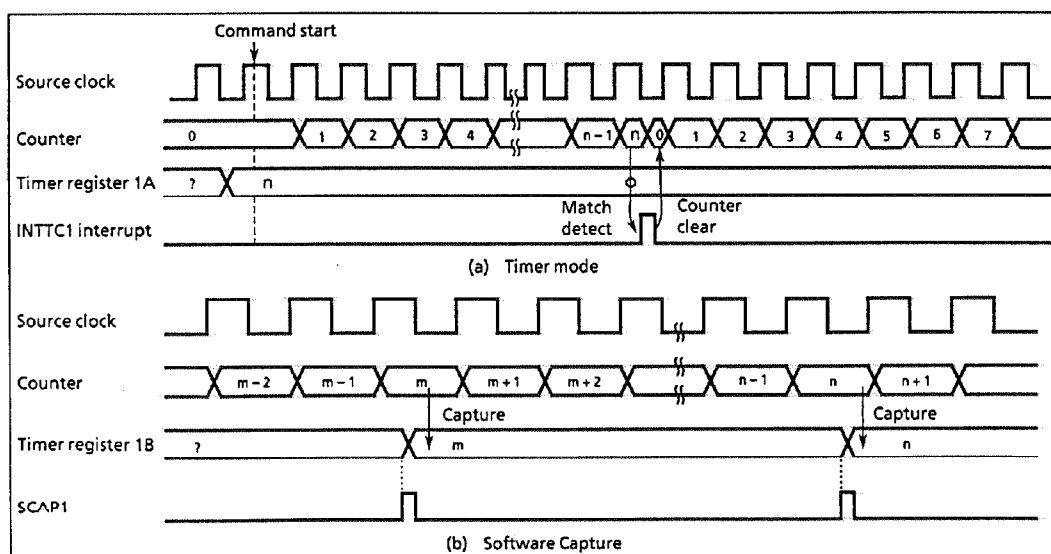 Command start
Source clock
Counter 0 1 2 3 4 n−1 n 0 1 2 3 4 5 6 7
Timer register 1A ? n
Match detect
Counter clear
INTTC1 interrupt
(a) Timer mode
Source clock
Counter m−2 m−1 m m+1 m+2 n−1 n n+1
Capture Capture
Timer register 1B ? m n
SCAP1
(b) Software Capture